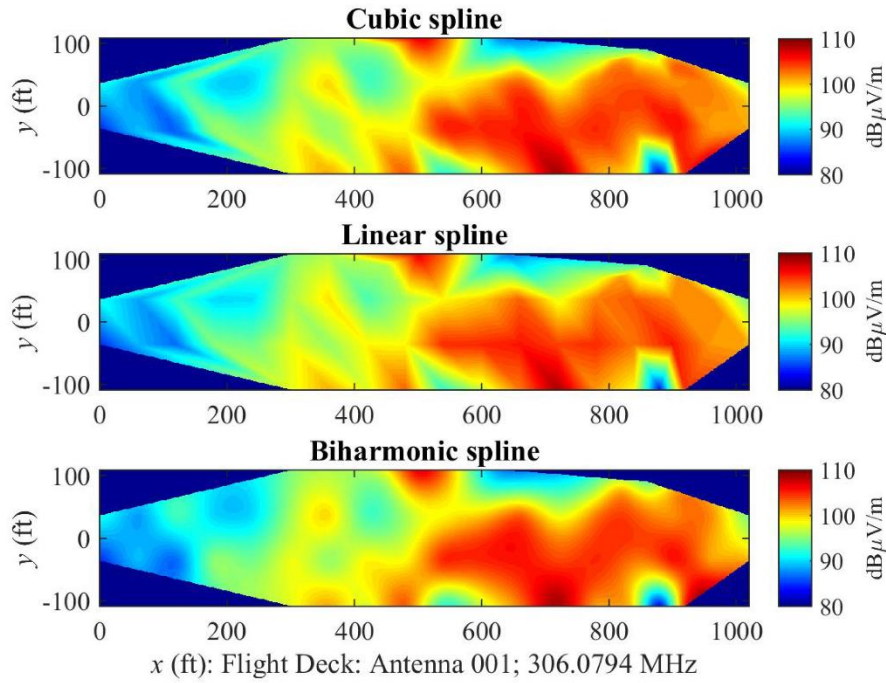 Cubic spline
100
0
-100
y (ft)
0 200 400 600 800 1000
110
100
90
80
dBμV/m
Linear spline
100
0
-100
y (ft)
0 200 400 600 800 1000
110
100
90
80
dBμV/m
Biharmonic spline
100
0
-100
y (ft)
0 200 400 600 800 1000
110
100
90
80
dBμV/m
x (ft): Flight Deck: Antenna 001; 306.0794 MHz